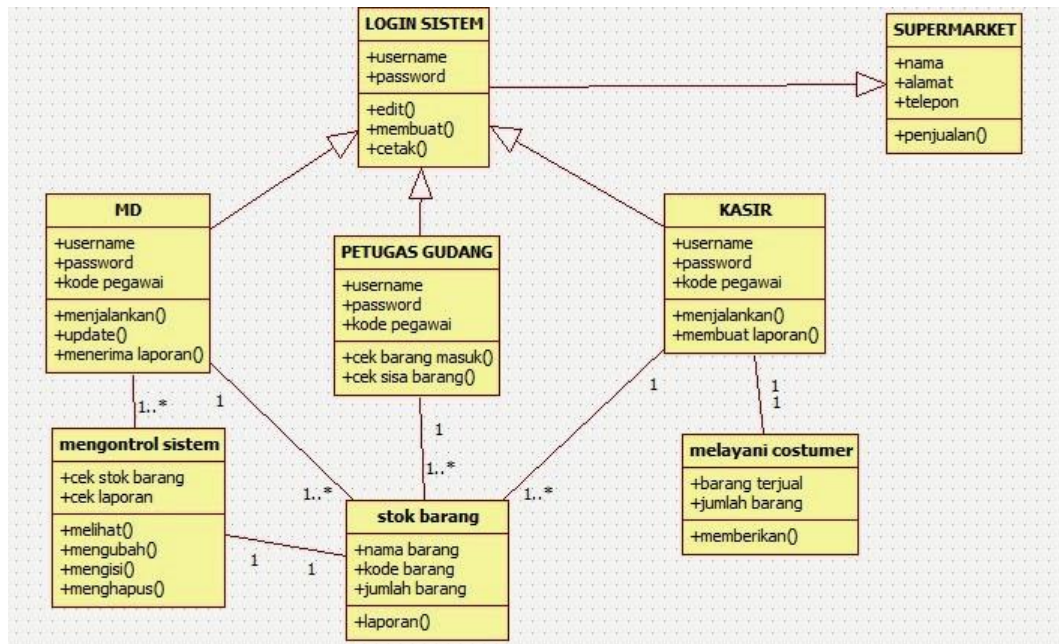 LOGIN SISTEM
+username
+password
+edit()
+membuat()
+cetak()
SUPERMARKET
+nama
+alamat
+telepon
+penjualan()
MD
+username
+password
+kode pegawai
+menjalankan()
+update()
+menerima laporan()
PETUGAS GUDANG
+username
+password
+kode pegawai
+cek barang masuk()
+cek sisa barang()
KASIR
+username
+password
+kode pegawai
+menjalankan()
+membuat laporan()
1..*
1
1
1..*
1
1..*
1
1
mengontrol sistem
+cek stok barang
+cek laporan
+melihat()
+mengubah()
+mengisi()
+menghapus()
1
1
stok barang
+nama barang
+kode barang
+jumlah barang
+laporan()
1..*
melayani costumer
+barang terjual
+jumlah barang
+memberikan()